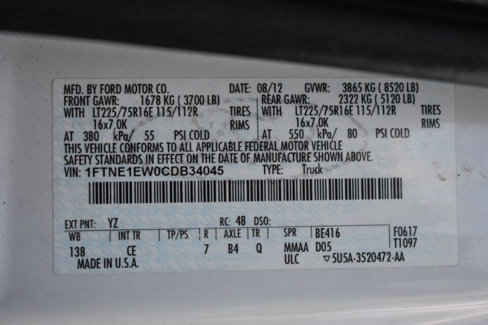 MFD. BY FORD MOTOR CO. DATE: 08/12 GVWR: 3865 KG ( 8520 LB)
FRONT GAWR: 1678 KG ( 3700 LB) REAR GAWR: 2322 KG ( 5120 LB)
WITH LT225/75R16E 115/112R TIRES WITH LT225/75R16E 115/112R TIRES
16x7.0K RIMS 16x7.0K RIMS
AT 380 kPa/ 55 PSI COLD AT 550 kPa/ 80 PSI COLD
THIS VEHICLE CONFORMS TO ALL APPLICABLE FEDERAL MOTOR VEHICLE
SAFETY STANDARDS IN EFFECT ON THE DATE OF MANUFACTURE SHOWN ABOVE.
VIN: 1FTNE1EW0CDB34045 TYPE: Truck
EXT PNT: YZ RC: 48 DSO:
WB INT TR TP/PS R AXLE TR SPR BE416 F0617
138 CE 7 B4 Q MMAA D05 T1097
MADE IN U.S.A. ULC ▽5U5A-3520472-AA